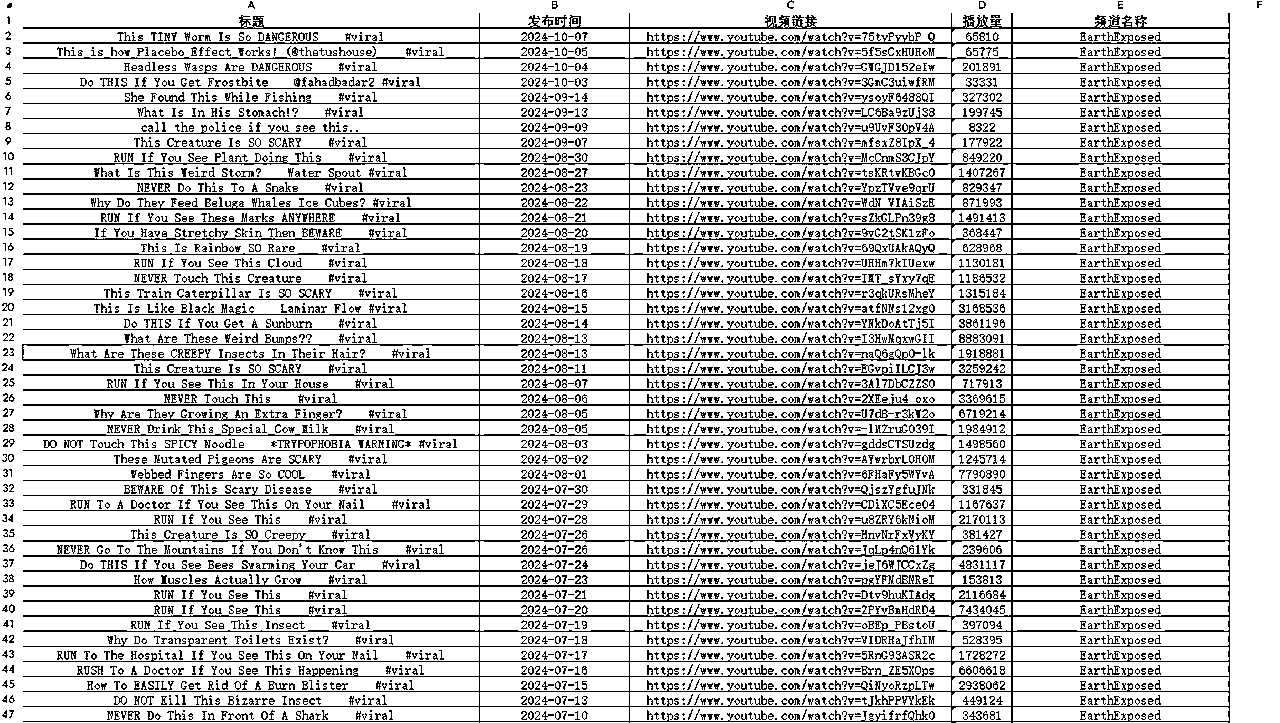 # A B C D E F
1 标题 发布时间 视频链接 播放量 频道名称
2 This TINY Worm Is So DANGEROUS #viral 2024-10-07 https://www.youtube.com/watch?v=75tyPyybP_Q 65810 EarthExposed
3 This is how Placebo Effect Works! (@thetushouse) #viral 2024-10-05 https://www.youtube.com/watch?v=5f5sCxHUHoM 65775 EarthExposed
4 Headless Wasps Are DANGEROUS #viral 2024-10-04 https://www.youtube.com/watch?v=GWGJD152eIw 201891 EarthExposed
5 Do THIS If You Get Frostbite @fahadbadar2 #viral 2024-10-03 https://www.youtube.com/watch?v=SGmC3uiwfRM 33331 EarthExposed
6 She Found This While Fishing #viral 2024-09-14 https://www.youtube.com/watch?v=ysoyF6488QI 327302 EarthExposed
7 What Is In His Stomach!? #viral 2024-09-13 https://www.youtube.com/watch?v=LC6Ba9zUj38 199745 EarthExposed
8 call the police if you see this.. 2024-09-09 https://www.youtube.com/watch?v=u9UvF30pV4A 8322 EarthExposed
9 This Creature Is SO SCARY #viral 2024-09-07 https://www.youtube.com/watch?v=mfsxZ8IpX_4 177922 EarthExposed
10 RUN If You See Plant Doing This #viral 2024-08-30 https://www.youtube.com/watch?v=McCnmS3CJpY 849220 EarthExposed
11 What Is This Weird Storm? Water Spout #viral 2024-08-27 https://www.youtube.com/watch?v=tsKRtvKBGc0 1407267 EarthExposed
12 NEVER Do This To A Snake #viral 2024-08-23 https://www.youtube.com/watch?v=YpzTVve9qrU 829347 EarthExposed
13 Why Do They Feed Beluga Whales Ice Cubes? #viral 2024-08-22 https://www.youtube.com/watch?v=WdN_VIAiSzE 871993 EarthExposed
14 RUN If You See These Marks ANYWHERE #viral 2024-08-21 https://www.youtube.com/watch?v=sZkGLPn39g8 1491413 EarthExposed
15 If You Have Stretchy Skin Then BEWARE #viral 2024-08-20 https://www.youtube.com/watch?v=9vG2tSK1zFo 368447 EarthExposed
16 This Is Rainbow SO Rare #viral 2024-08-19 https://www.youtube.com/watch?v=69QxUAkAQyQ 628968 EarthExposed
17 RUN If You See This Cloud #viral 2024-08-18 https://www.youtube.com/watch?v=UHHm7kIUexw 1130181 EarthExposed
18 NEVER Touch This Creature #viral 2024-08-17 https://www.youtube.com/watch?v=IMT_sYxy7qE 1186532 EarthExposed
19 This Train Caterpillar Is SO SCARY #viral 2024-08-16 https://www.youtube.com/watch?v=r3qkURsMheY 1315184 EarthExposed
20 This Is Like Black Magic Laminar Flow #viral 2024-08-15 https://www.youtube.com/watch?v=atfNWs12xg0 3168536 EarthExposed
21 Do THIS If You Get A Sunburn #viral 2024-08-14 https://www.youtube.com/watch?v=YNkDoAtTj5I 3861196 EarthExposed
22 What Are These Weird Bumps?? #viral 2024-08-13 https://www.youtube.com/watch?v=I3HwNqxwGII 8883091 EarthExposed
23 What Are These CREEPY Insects In Their Hair? #viral 2024-08-13 https://www.youtube.com/watch?v=naQ6gQp0-lk 1918881 EarthExposed
24 This Creature Is SO SCARY #viral 2024-08-11 https://www.youtube.com/watch?v=EGvpiILCJ3w 3259242 EarthExposed
25 RUN If You See This In Your House #viral 2024-08-07 https://www.youtube.com/watch?v=3Al7DbCZZS0 717913 EarthExposed
26 NEVER Touch This #viral 2024-08-06 https://www.youtube.com/watch?v=2XEeju4_oxo 3369615 EarthExposed
27 Why Are They Growing An Extra Finger? #viral 2024-08-05 https://www.youtube.com/watch?v=U7dB-r3kW2o 6719214 EarthExposed
28 NEVER Drink This Special Cow Milk #viral 2024-08-05 https://www.youtube.com/watch?v=-lMZruGO39I 1984912 EarthExposed
29 DO NOT Touch This SPICY Noodle *TRYPOPHOBIA WARNING* #viral 2024-08-03 https://www.youtube.com/watch?v=gddsCTSUzdg 1498560 EarthExposed
30 These Mutated Pigeons Are SCARY #viral 2024-08-02 https://www.youtube.com/watch?v=AYwrbrL0HOM 1245714 EarthExposed
31 Webbed Fingers Are So COOL #viral 2024-08-01 https://www.youtube.com/watch?v=6FHaFy5WYvA 7790890 EarthExposed
32 BEWARE Of This Scary Disease #viral 2024-07-30 https://www.youtube.com/watch?v=QjszYgfuJNk 331845 EarthExposed
33 RUN To A Doctor If You See This On Your Nail #viral 2024-07-29 https://www.youtube.com/watch?v=CDiXC5Ece04 1167637 EarthExposed
34 RUN If You See This #viral 2024-07-28 https://www.youtube.com/watch?v=u8ZRY6kNioM 2170113 EarthExposed
35 This Creature Is SO Creepy #viral 2024-07-26 https://www.youtube.com/watch?v=MnvNrFxVyKY 381427 EarthExposed
36 NEVER Go To The Mountains If You Don't Know This #viral 2024-07-26 https://www.youtube.com/watch?v=JqLp4nQ61Yk 239606 EarthExposed
37 Do THIS If You See Bees Swarming Your Car #viral 2024-07-24 https://www.youtube.com/watch?v=jeJ6WJCCxZg 4831117 EarthExposed
38 How Muscles Actually Grow #viral 2024-07-23 https://www.youtube.com/watch?v=pgYFNdBNReI 153813 EarthExposed
39 RUN If You See This #viral 2024-07-21 https://www.youtube.com/watch?v=Dtv9huKIAdg 2116684 EarthExposed
40 RUN If You See This #viral 2024-07-20 https://www.youtube.com/watch?v=ZPYvBmHdRD4 7434045 EarthExposed
41 RUN If You See This Insect #viral 2024-07-19 https://www.youtube.com/watch?v=oEEp_PBstoU 397094 EarthExposed
42 Why Do Transparent Toilets Exist? #viral 2024-07-18 https://www.youtube.com/watch?v=VIDRHaJfhIM 528395 EarthExposed
43 RUN To The Hospital If You See This On Your Nail #viral 2024-07-17 https://www.youtube.com/watch?v=5RnG93ASR2c 1728272 EarthExposed
44 RUSH To A Doctor If You See This Happening #viral 2024-07-16 https://www.youtube.com/watch?v=Brn_ZE5XOps 6606618 EarthExposed
45 How To EASILY Get Rid Of A Burn Blister #viral 2024-07-15 https://www.youtube.com/watch?v=QiNyoRzpLTw 2938062 EarthExposed
46 DO NOT Kill This Bizarre Insect #viral 2024-07-13 https://www.youtube.com/watch?v=tJkhPPVYkEk 449124 EarthExposed
47 NEVER Do This In Front Of A Shark #viral 2024-07-10 https://www.youtube.com/watch?v=JsyifrfQhk0 343681 EarthExposed